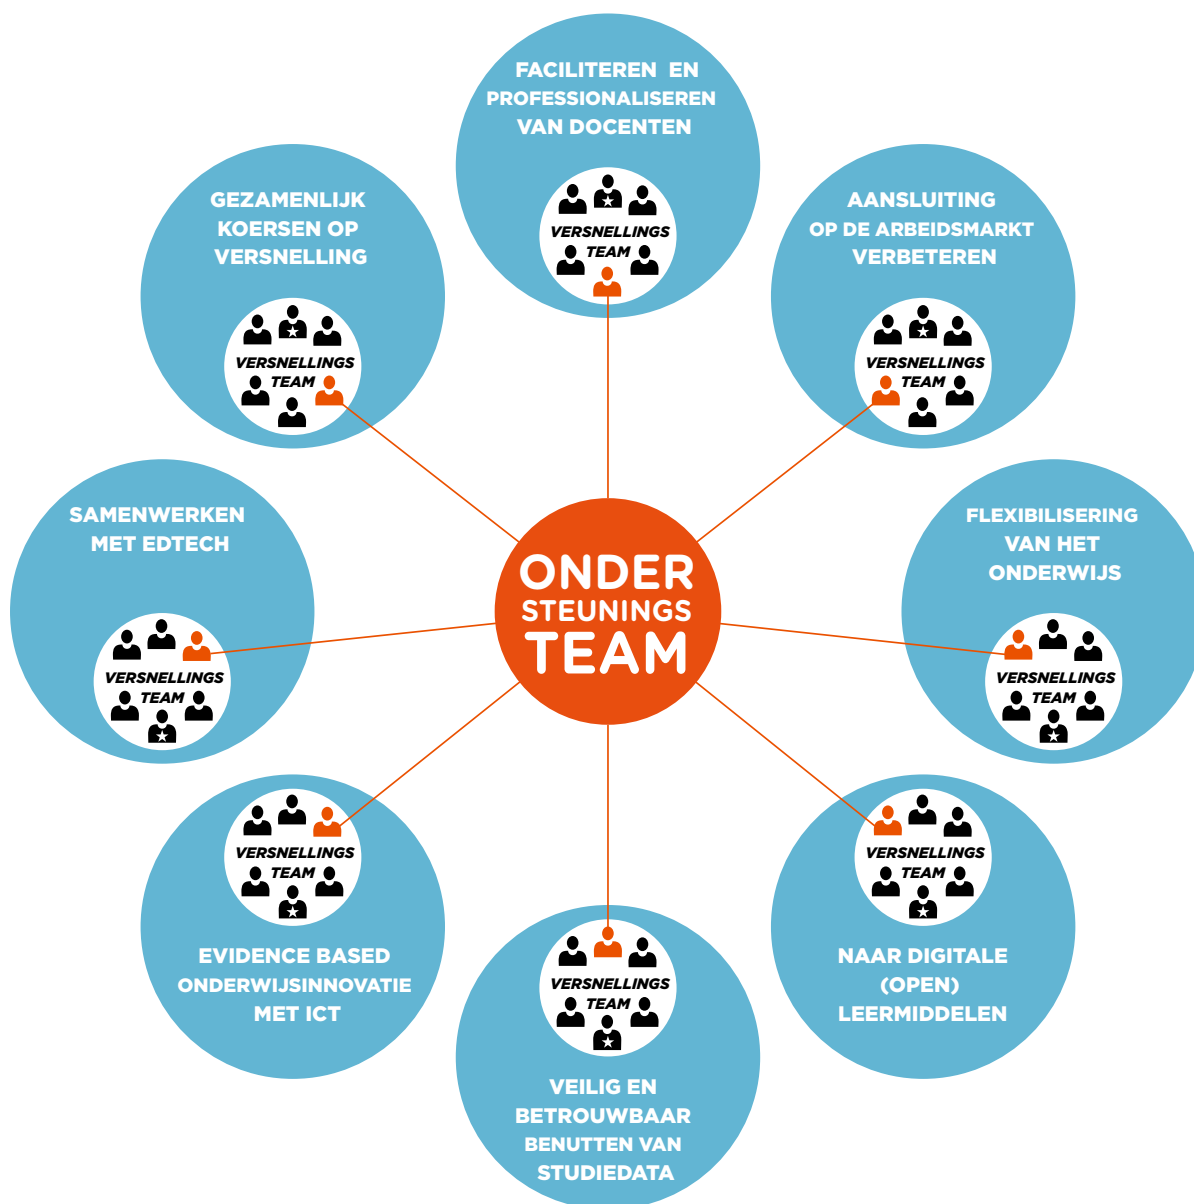 FACILITEREN EN
PROFESSIONALISEREN
VAN DOCENTEN
VERSNELLINGS
TEAM
AANSLUITING
OP DE ARBEIDSMARKT
VERBETEREN
VERSNELLINGS
TEAM
FLEXIBILISERING
VAN HET
ONDERWIJS
VERSNELLINGS
TEAM
VERSNELLINGS
TEAM
NAAR DIGITALE
(OPEN)
LEERMIDDELEN
VERSNELLINGS
TEAM
VEILIG EN
BETROUWBAAR
BENUTTEN VAN
STUDIEDATA
VERSNELLINGS
TEAM
EVIDENCE BASED
ONDERWIJSINNOVATIE
MET ICT
SAMENWERKEN
MET EDTECH
VERSNELLINGS
TEAM
GEZAMENLIJK
KOERSEN OP
VERSNELLING
VERSNELLINGS
TEAM
ONDER
STEUNINGS
TEAM